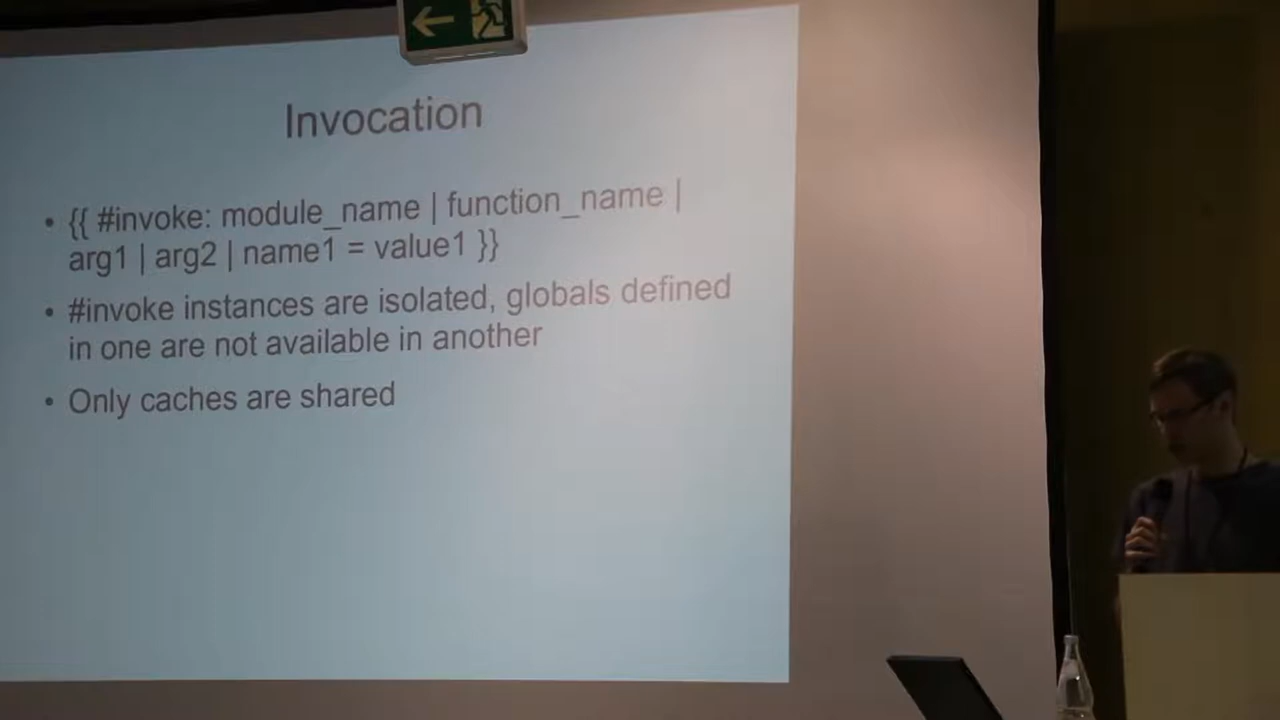 Invocation
• {{ #invoke: module_name | function_name |
arg1 | arg2 | name1 = value1 }}
• #invoke instances are isolated, globals defined
in one are not available in another
• Only caches are shared